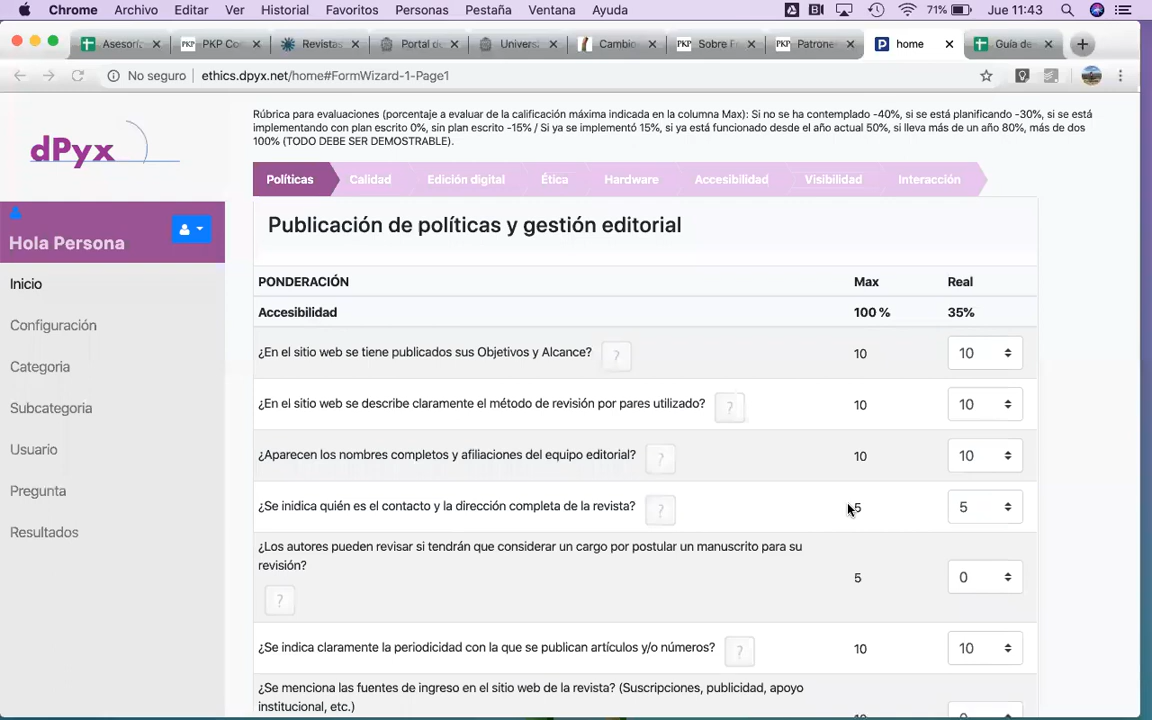 Chrome Archivo Editar Ver Historial Favoritos Personas Pestaña Ventana Ayuda 71% Jue 11:43
Asesoría PKP Co Revistas Portal de Univers Cambio PKP Sobre F PKP Patrone home Guía de
No seguro ethics.dpyx.net/home#FormWizard-1-Page1
Rúbrica para evaluaciones (porcentaje a evaluar de la calificación máxima indicada en la columna Max): Si no se ha contemplado -40%, si se está planificando -30%, si se está
implementando con plan escrito 0%, sin plan escrito -15% / Si ya se implementó 15%, si ya está funcionado desde el año actual 50%, si lleva más de un año 80%, más de dos
100% (TODO DEBE SER DEMOSTRABLE).
dPyx
Políticas Calidad Edición digital Ética Hardware Accesibilidad Visibilidad Interacción
Hola Persona
Inicio
Configuración
Categoria
Subcategoria
Usuario
Pregunta
Resultados
Publicación de políticas y gestión editorial
PONDERACIÓN Max Real
Accesibilidad 100 % 35%
¿En el sitio web se tiene publicados sus Objetivos y Alcance? ? 10 10
¿En el sitio web se describe claramente el método de revisión por pares utilizado? ? 10 10
¿Aparecen los nombres completos y afiliaciones del equipo editorial? ? 10 10
¿Se inidica quién es el contacto y la dirección completa de la revista? ? 5 5
¿Los autores pueden revisar si tendrán que considerar un cargo por postular un manuscrito para su
revisión?
? 5 0
¿Se indica claramente la periodicidad con la que se publican artículos y/o números? ? 10 10
¿Se menciona las fuentes de ingreso en el sitio web de la revista? (Suscripciones, publicidad, apoyo
institucional, etc.)
10 0